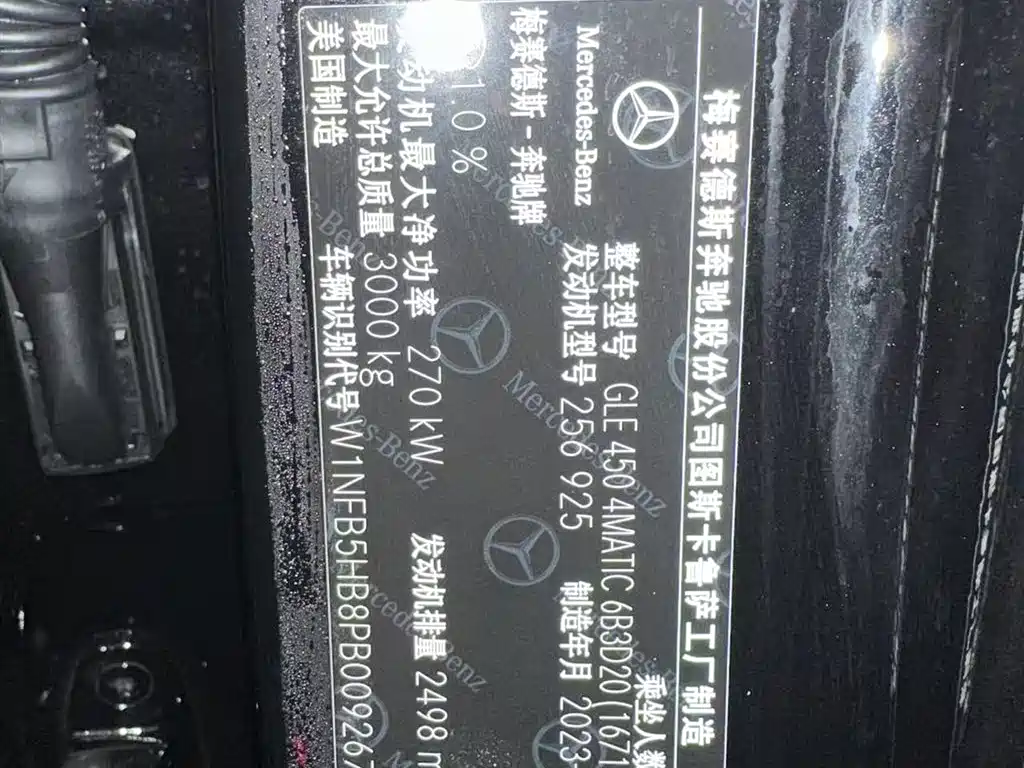 梅赛德斯奔驰股份公司图斯卡鲁萨工厂制造
乘坐人数
整车型号 GLE 450 4MATIC 6B3D20(1671
Mercedes-Benz
发动机型号 256 925 制造年月 2023-
梅赛德斯-奔驰牌
10%
动机最大净功率 270 kW 发动机排量 2498 m
最大允许总质量 3000 kg
美国制造 车辆识别代号 W1NFB5HB8PB009267